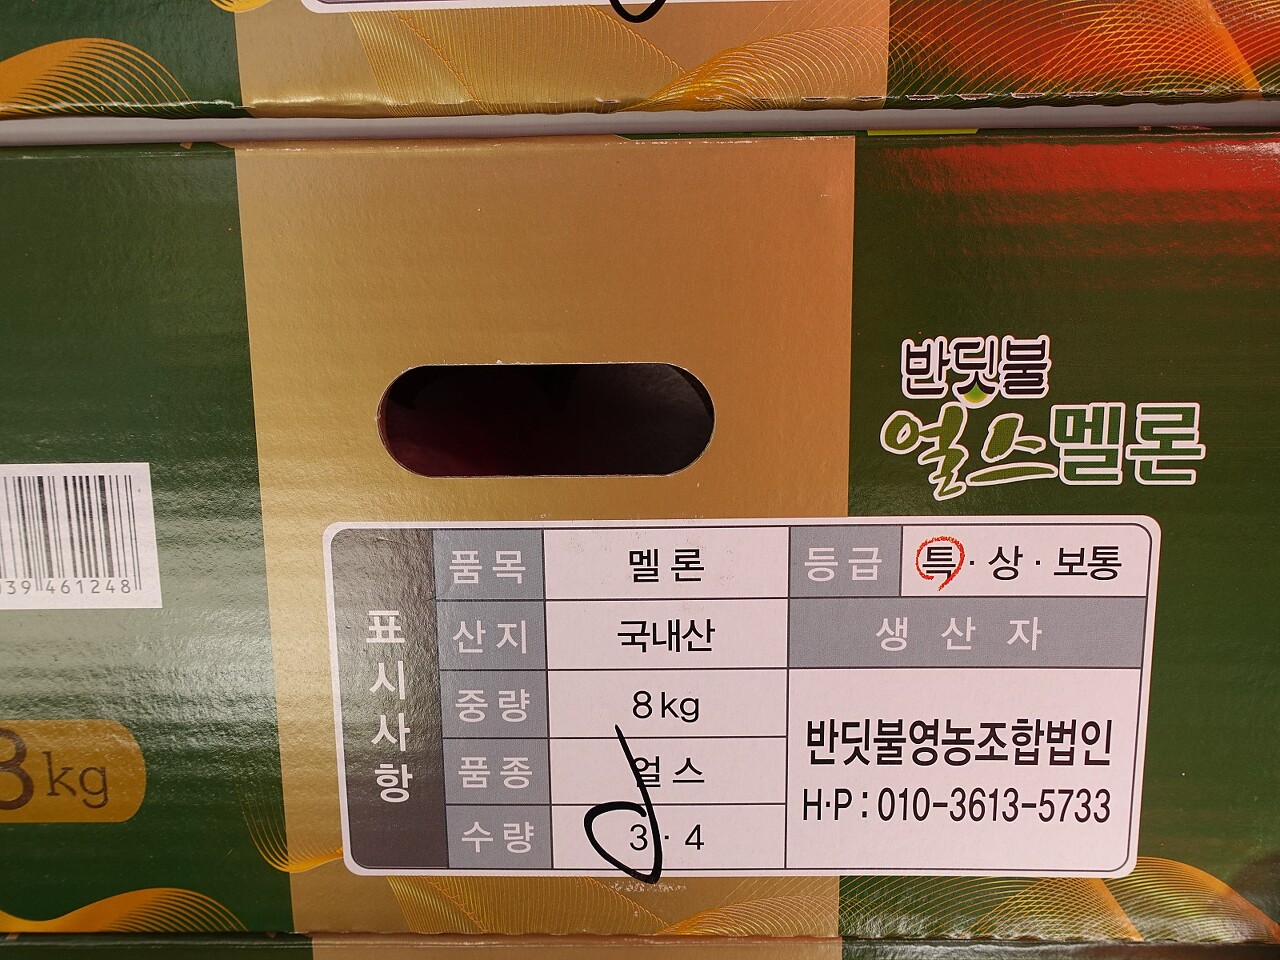 반딧불
얼스멜론
39 461248
8kg
표시사항
품목 멜론 등급 특·상·보통
산지 국내산 생산자
중량 8kg
품종 얼스
수량 3·4
반딧불영농조합법인
H·P : 010-3613-5733